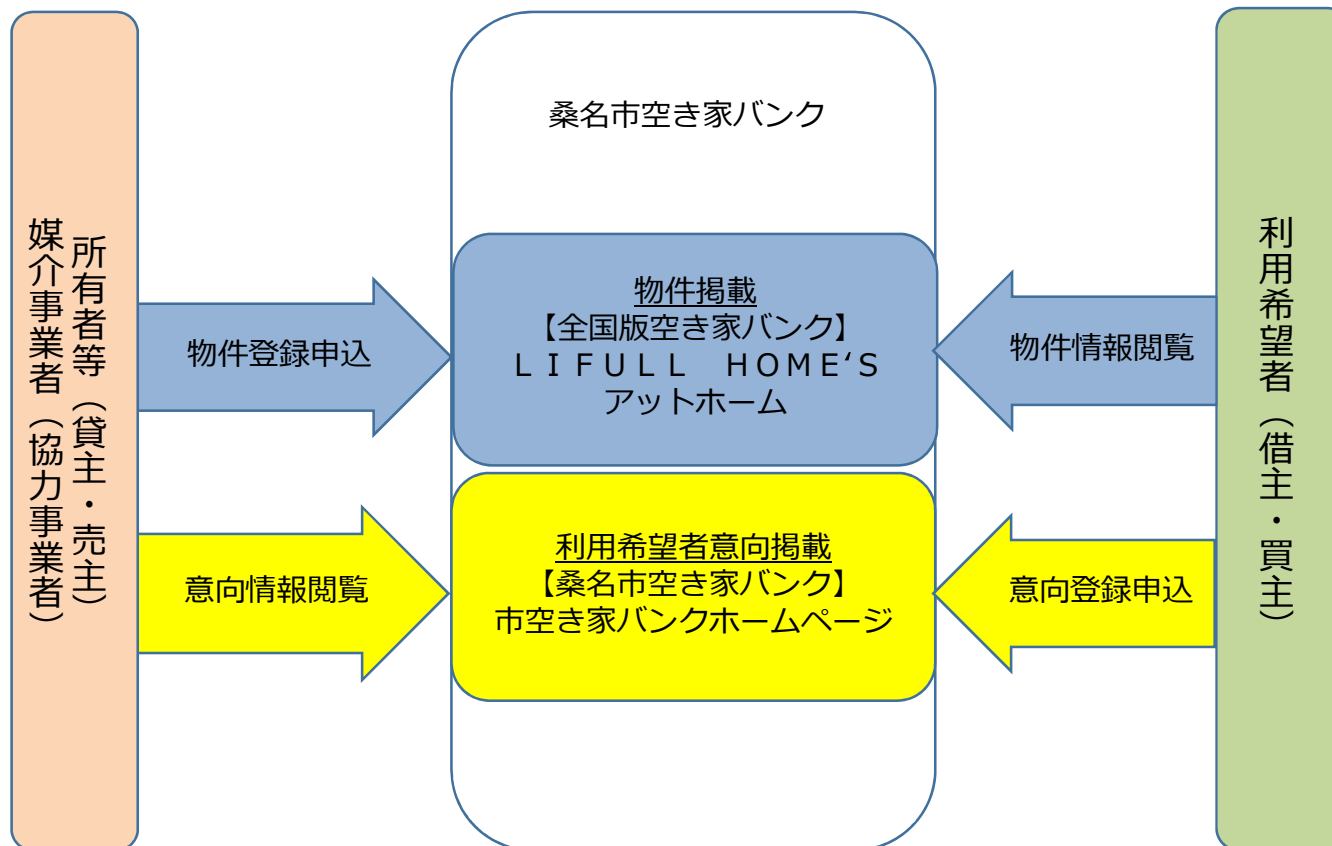 桑名市空き家バンク
所有者等（貸主・売主）
媒介事業者（協力事業者）
物件登録申込
物件掲載
【全国版空き家バンク】
ＬＩＦＵＬＬ　ＨＯＭＥ‘Ｓ
アットホーム
物件情報閲覧
意向情報閲覧
利用希望者意向掲載
【桑名市空き家バンク】
市空き家バンクホームページ
意向登録申込
利用希望者（借主・買主）